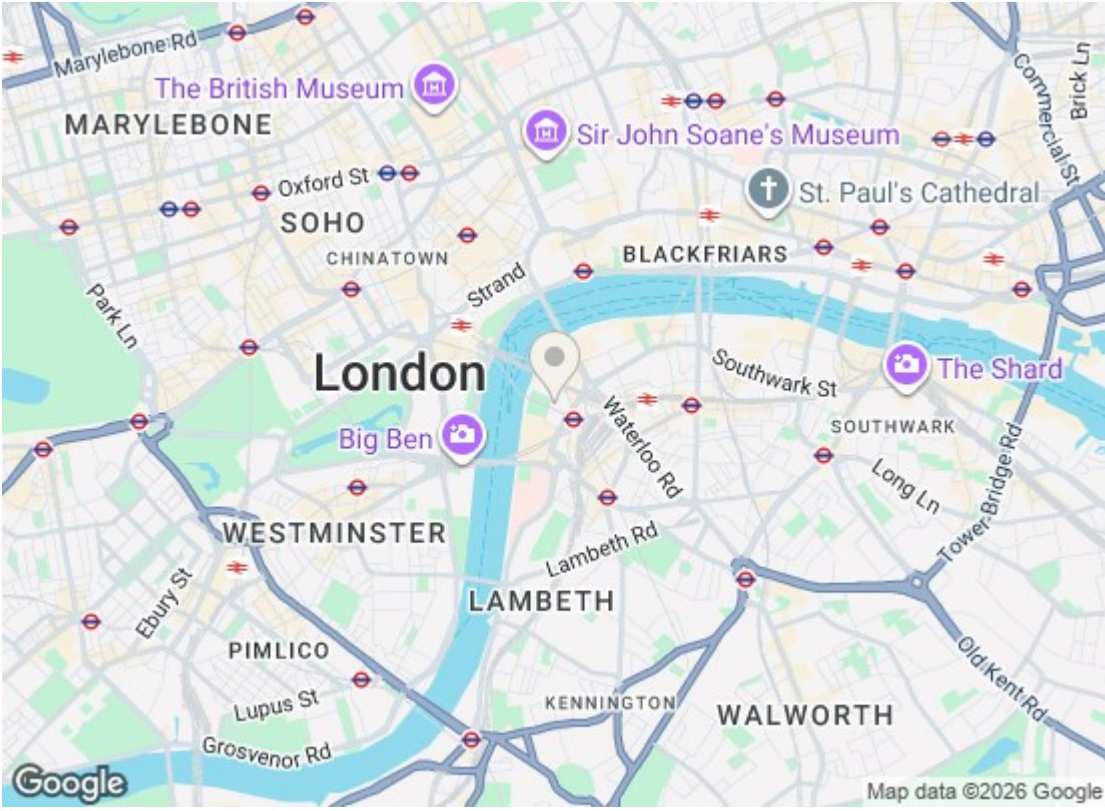 Marylebone Rd
The British Museum
MARYLEBONE
Sir John Soane's Museum
Commercial St
Brick Ln
Oxford St
St. Paul's Cathedral
SOHO
CHINATOWN
BLACKFRIARS
Strand
Park Ln
London
Southwark St
The Shard
Big Ben
Waterloo Rd
SOUTHWARK
Long Ln
Tower Bridge Rd
WESTMINSTER
Lambeth Rd
LAMBETH
Ebury St
PIMLICO
Old Kent Rd
Lupus St
KENNINGTON
WALWORTH
Grosvenor Rd
Google
Map data ©2026 Google